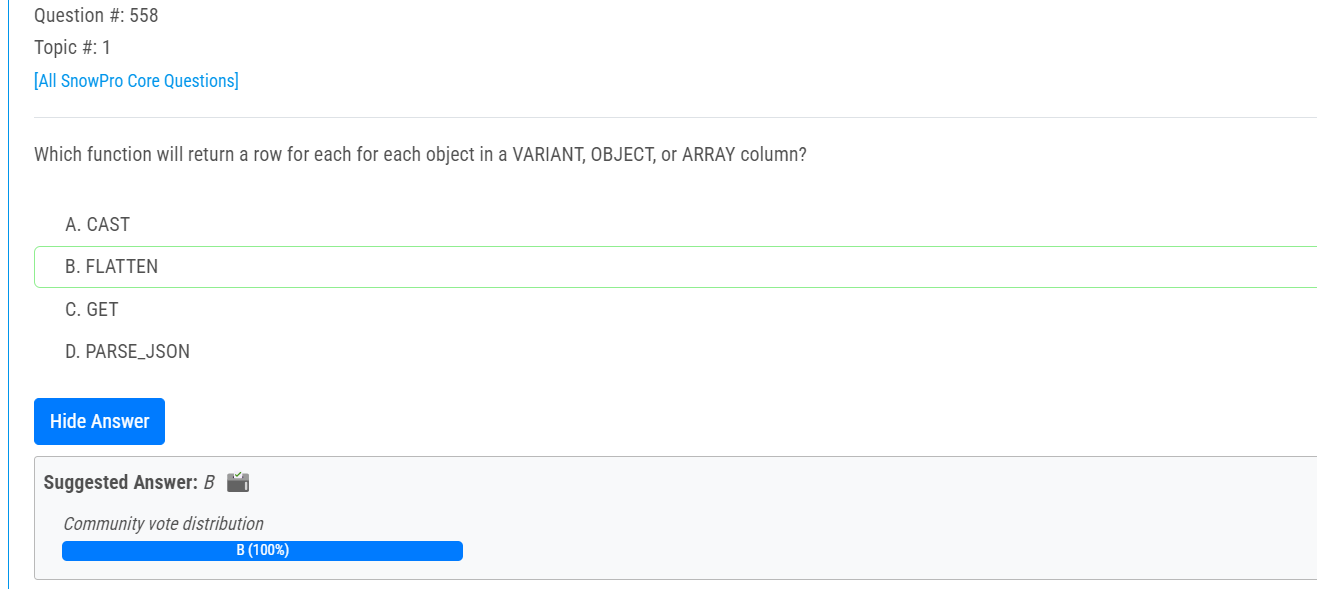 Question #: 558
Topic #: 1
[All SnowPro Core Questions]
Which function will return a row for each for each object in a VARIANT, OBJECT, or ARRAY column?
A. CAST
B. FLATTEN
C. GET
D. PARSE_JSON
Hide Answer
Suggested Answer: B
Community vote distribution
B (100%)